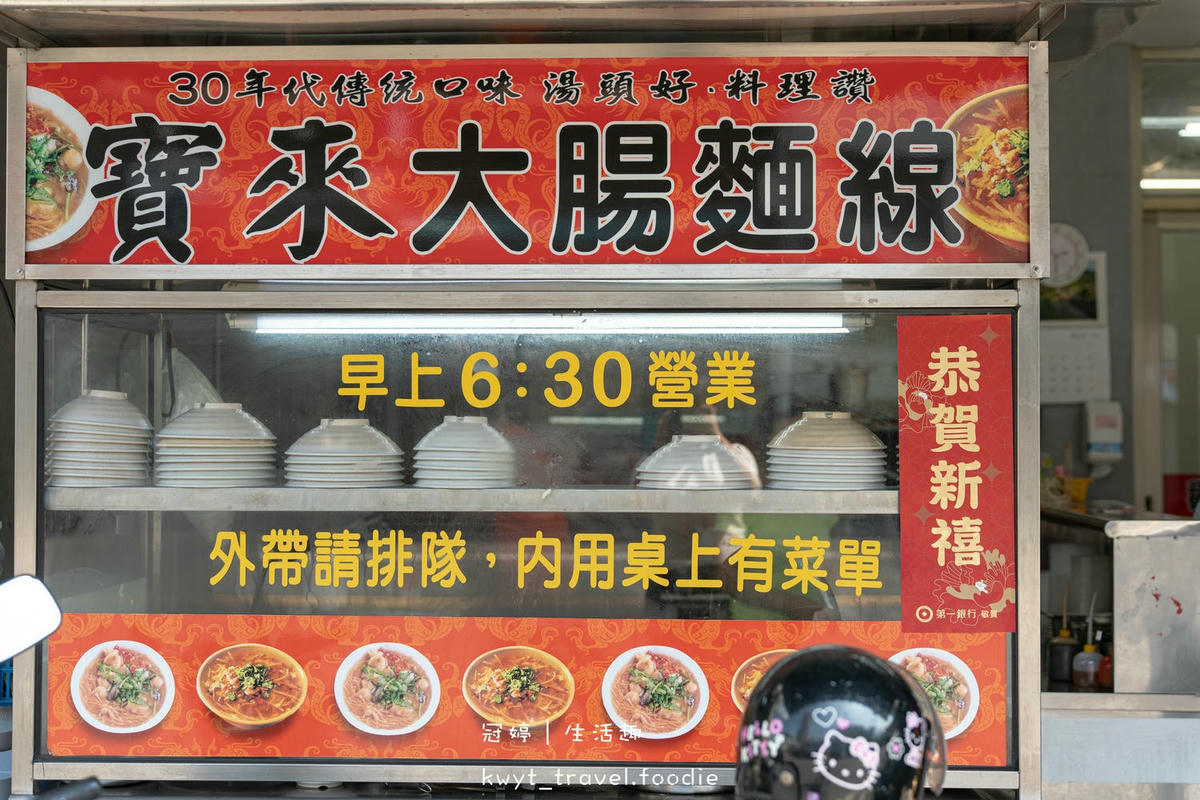 30年代傳統口味 湯頭好·料理讚
寶來大腸麵線
早上6:30營業
外帶請排隊，內用桌上有菜單
恭賀新禧
第一銀行 敬賀
HELLO
KITTY
冠婷｜生活趣
kwyt_travel.foodie